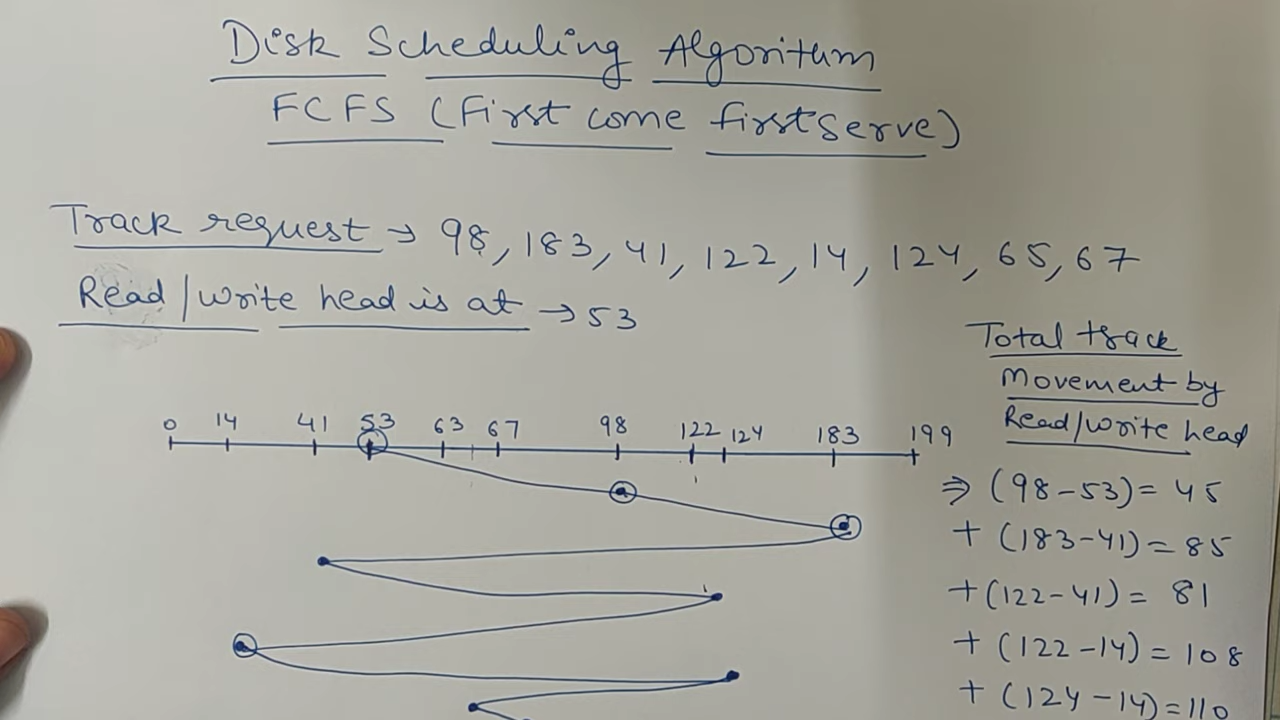 Disk Scheduling Algoritum
FCFS (First come first serve)
Track request → 98, 183, 41, 122, 14, 124, 65, 67
Read/write head is at → 53
0 14 41 53 63 67 98 122 124 183 199
Total track
Movement by
Read/write head
⇒ (98-53) = 45
+ (183-41) = 85
+ (122-41) = 81
+ (122-14) = 108
+ (124-14) = 110